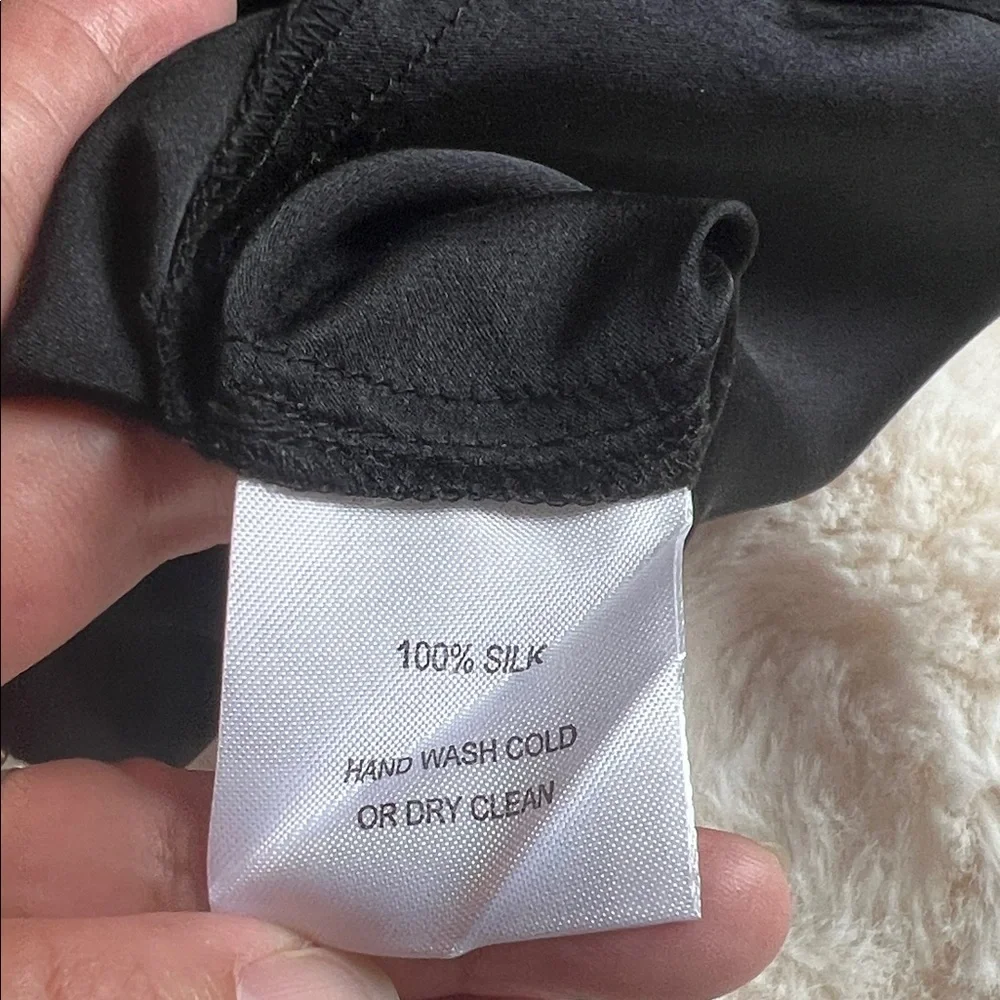 100% SILK
HAND WASH COLD
OR DRY CLEAN